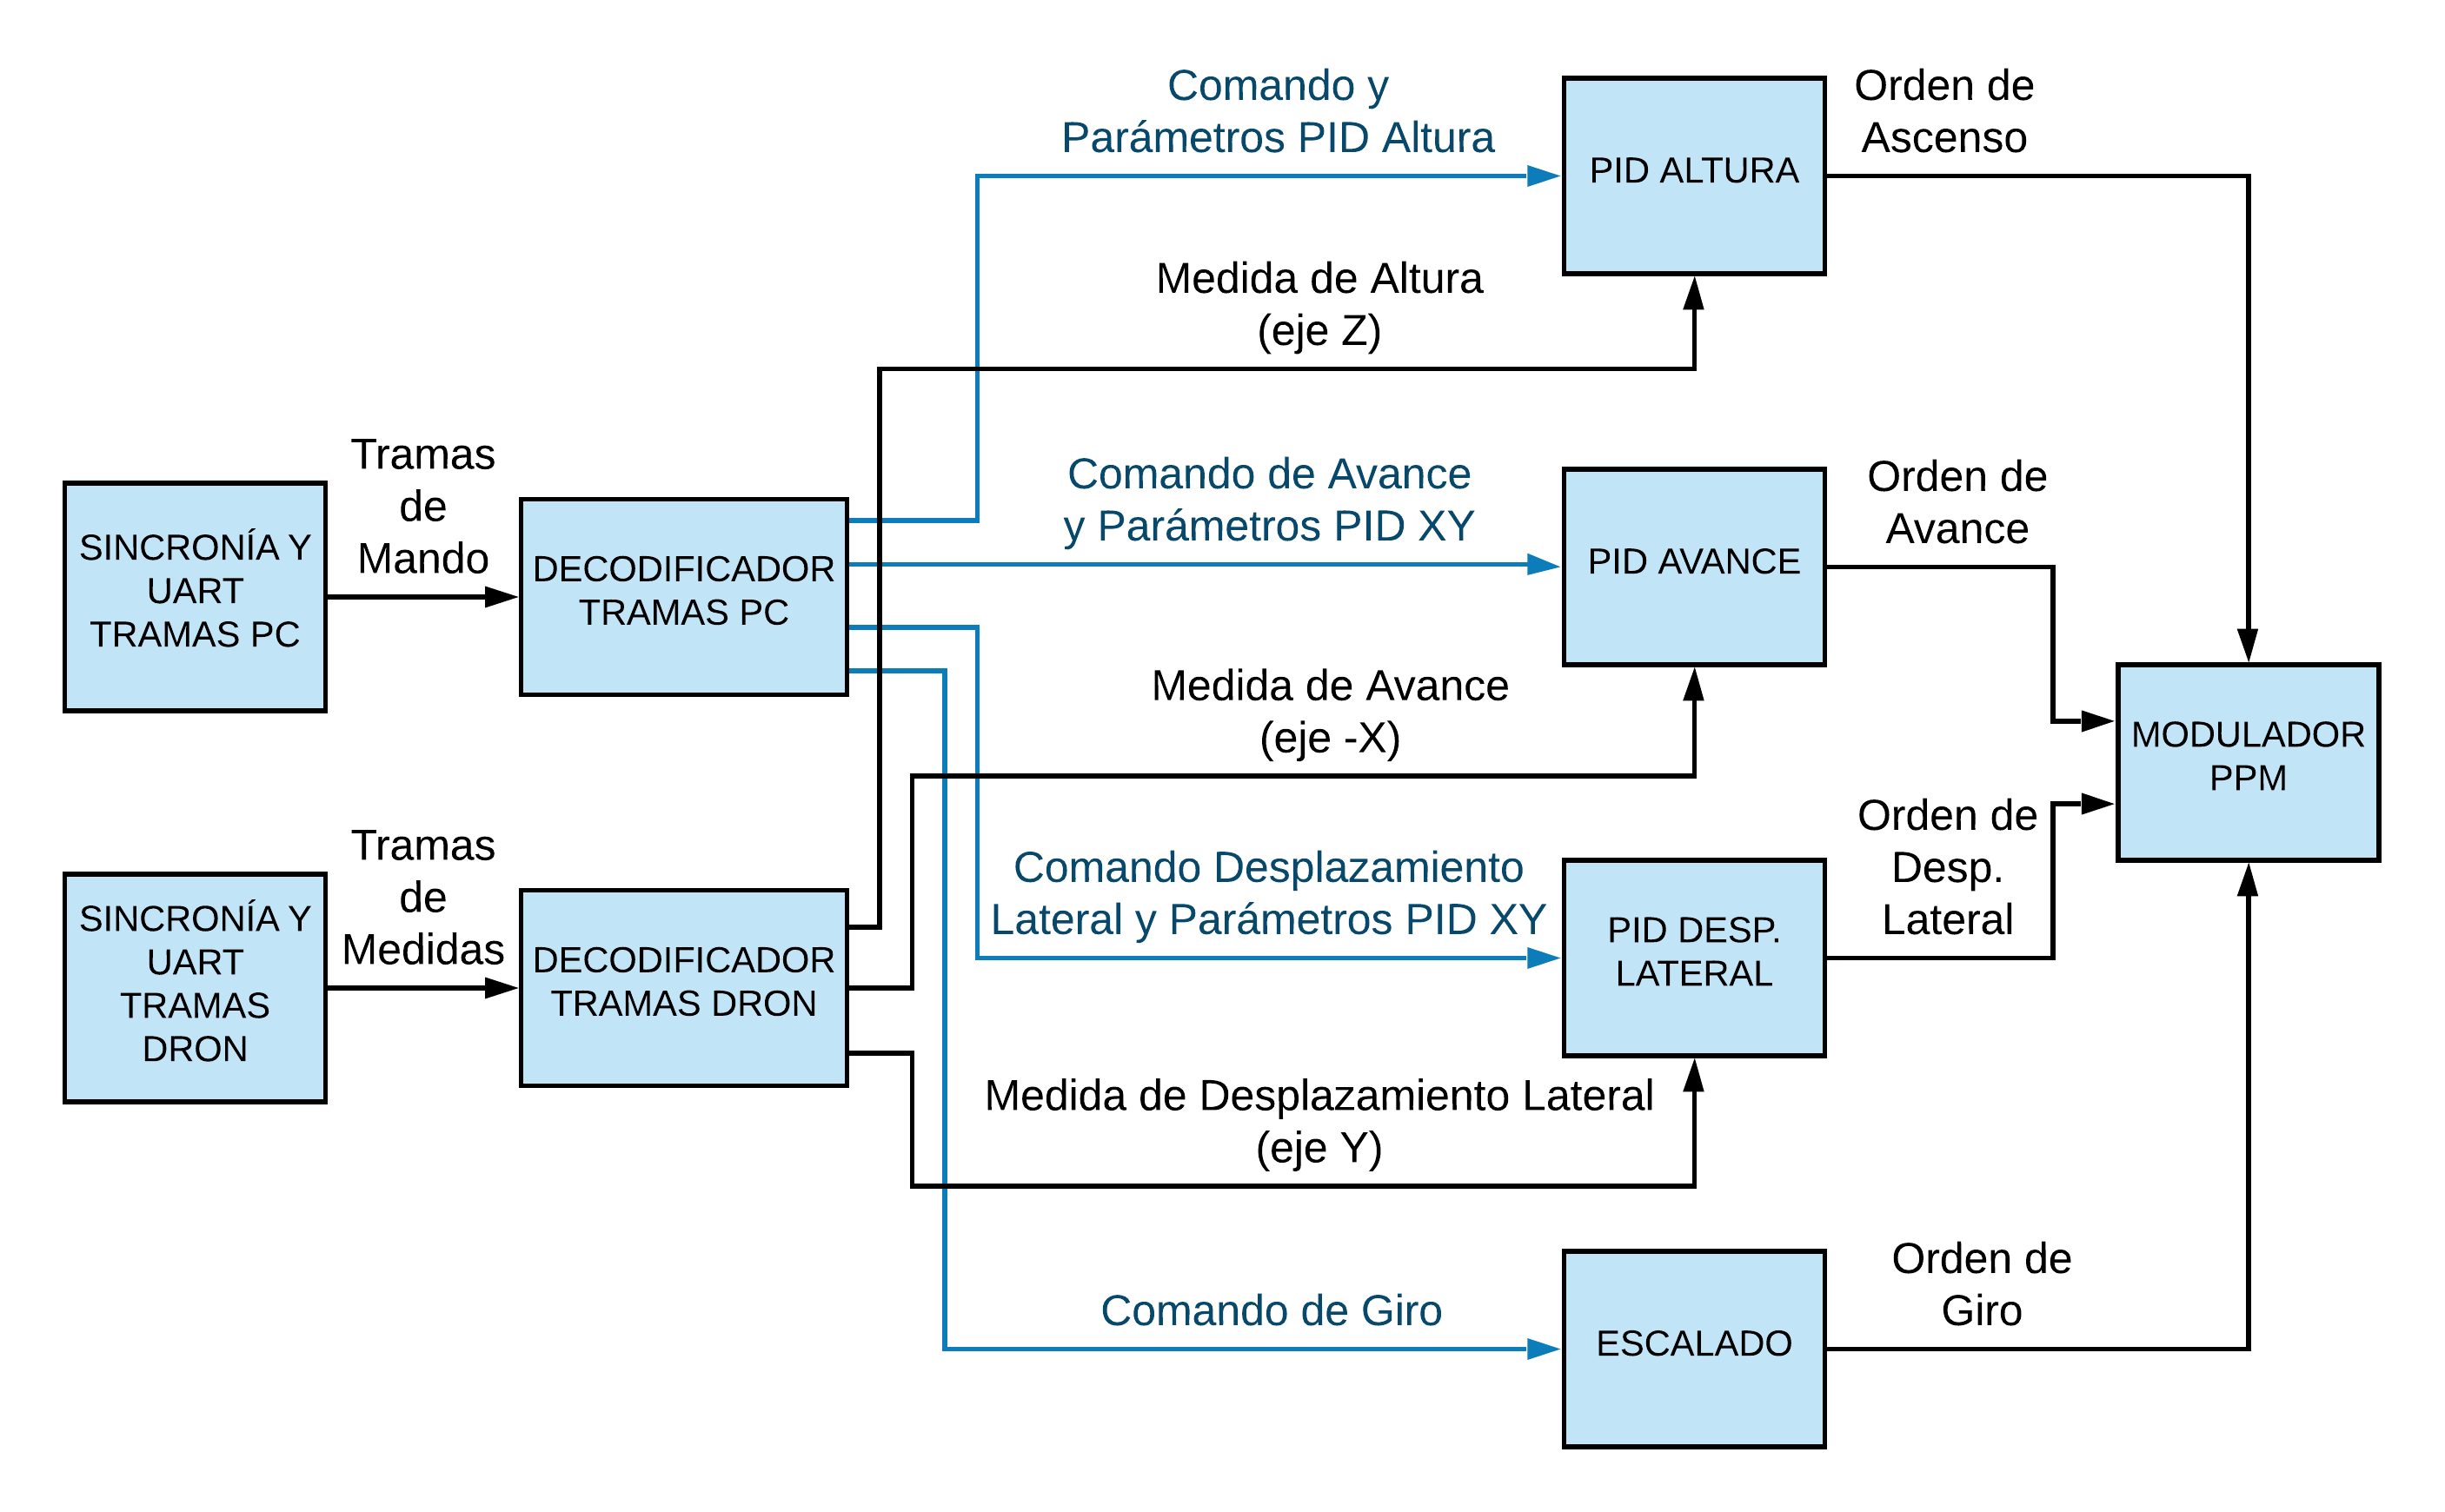 Comando y
Parámetros PID Altura
PID ALTURA
Orden de
Ascenso
Medida de Altura
(eje Z)
Tramas
de
Mando
SINCRONÍA Y
UART
TRAMAS PC
DECODIFICADOR
TRAMAS PC
Comando de Avance
y Parámetros PID XY
PID AVANCE
Orden de
Avance
Medida de Avance
(eje -X)
MODULADOR
PPM
Tramas
de
Medidas
SINCRONÍA Y
UART
TRAMAS
DRON
DECODIFICADOR
TRAMAS DRON
Comando Desplazamiento
Lateral y Parámetros PID XY
PID DESP.
LATERAL
Orden de
Desp.
Lateral
Medida de Desplazamiento Lateral
(eje Y)
Comando de Giro
ESCALADO
Orden de
Giro